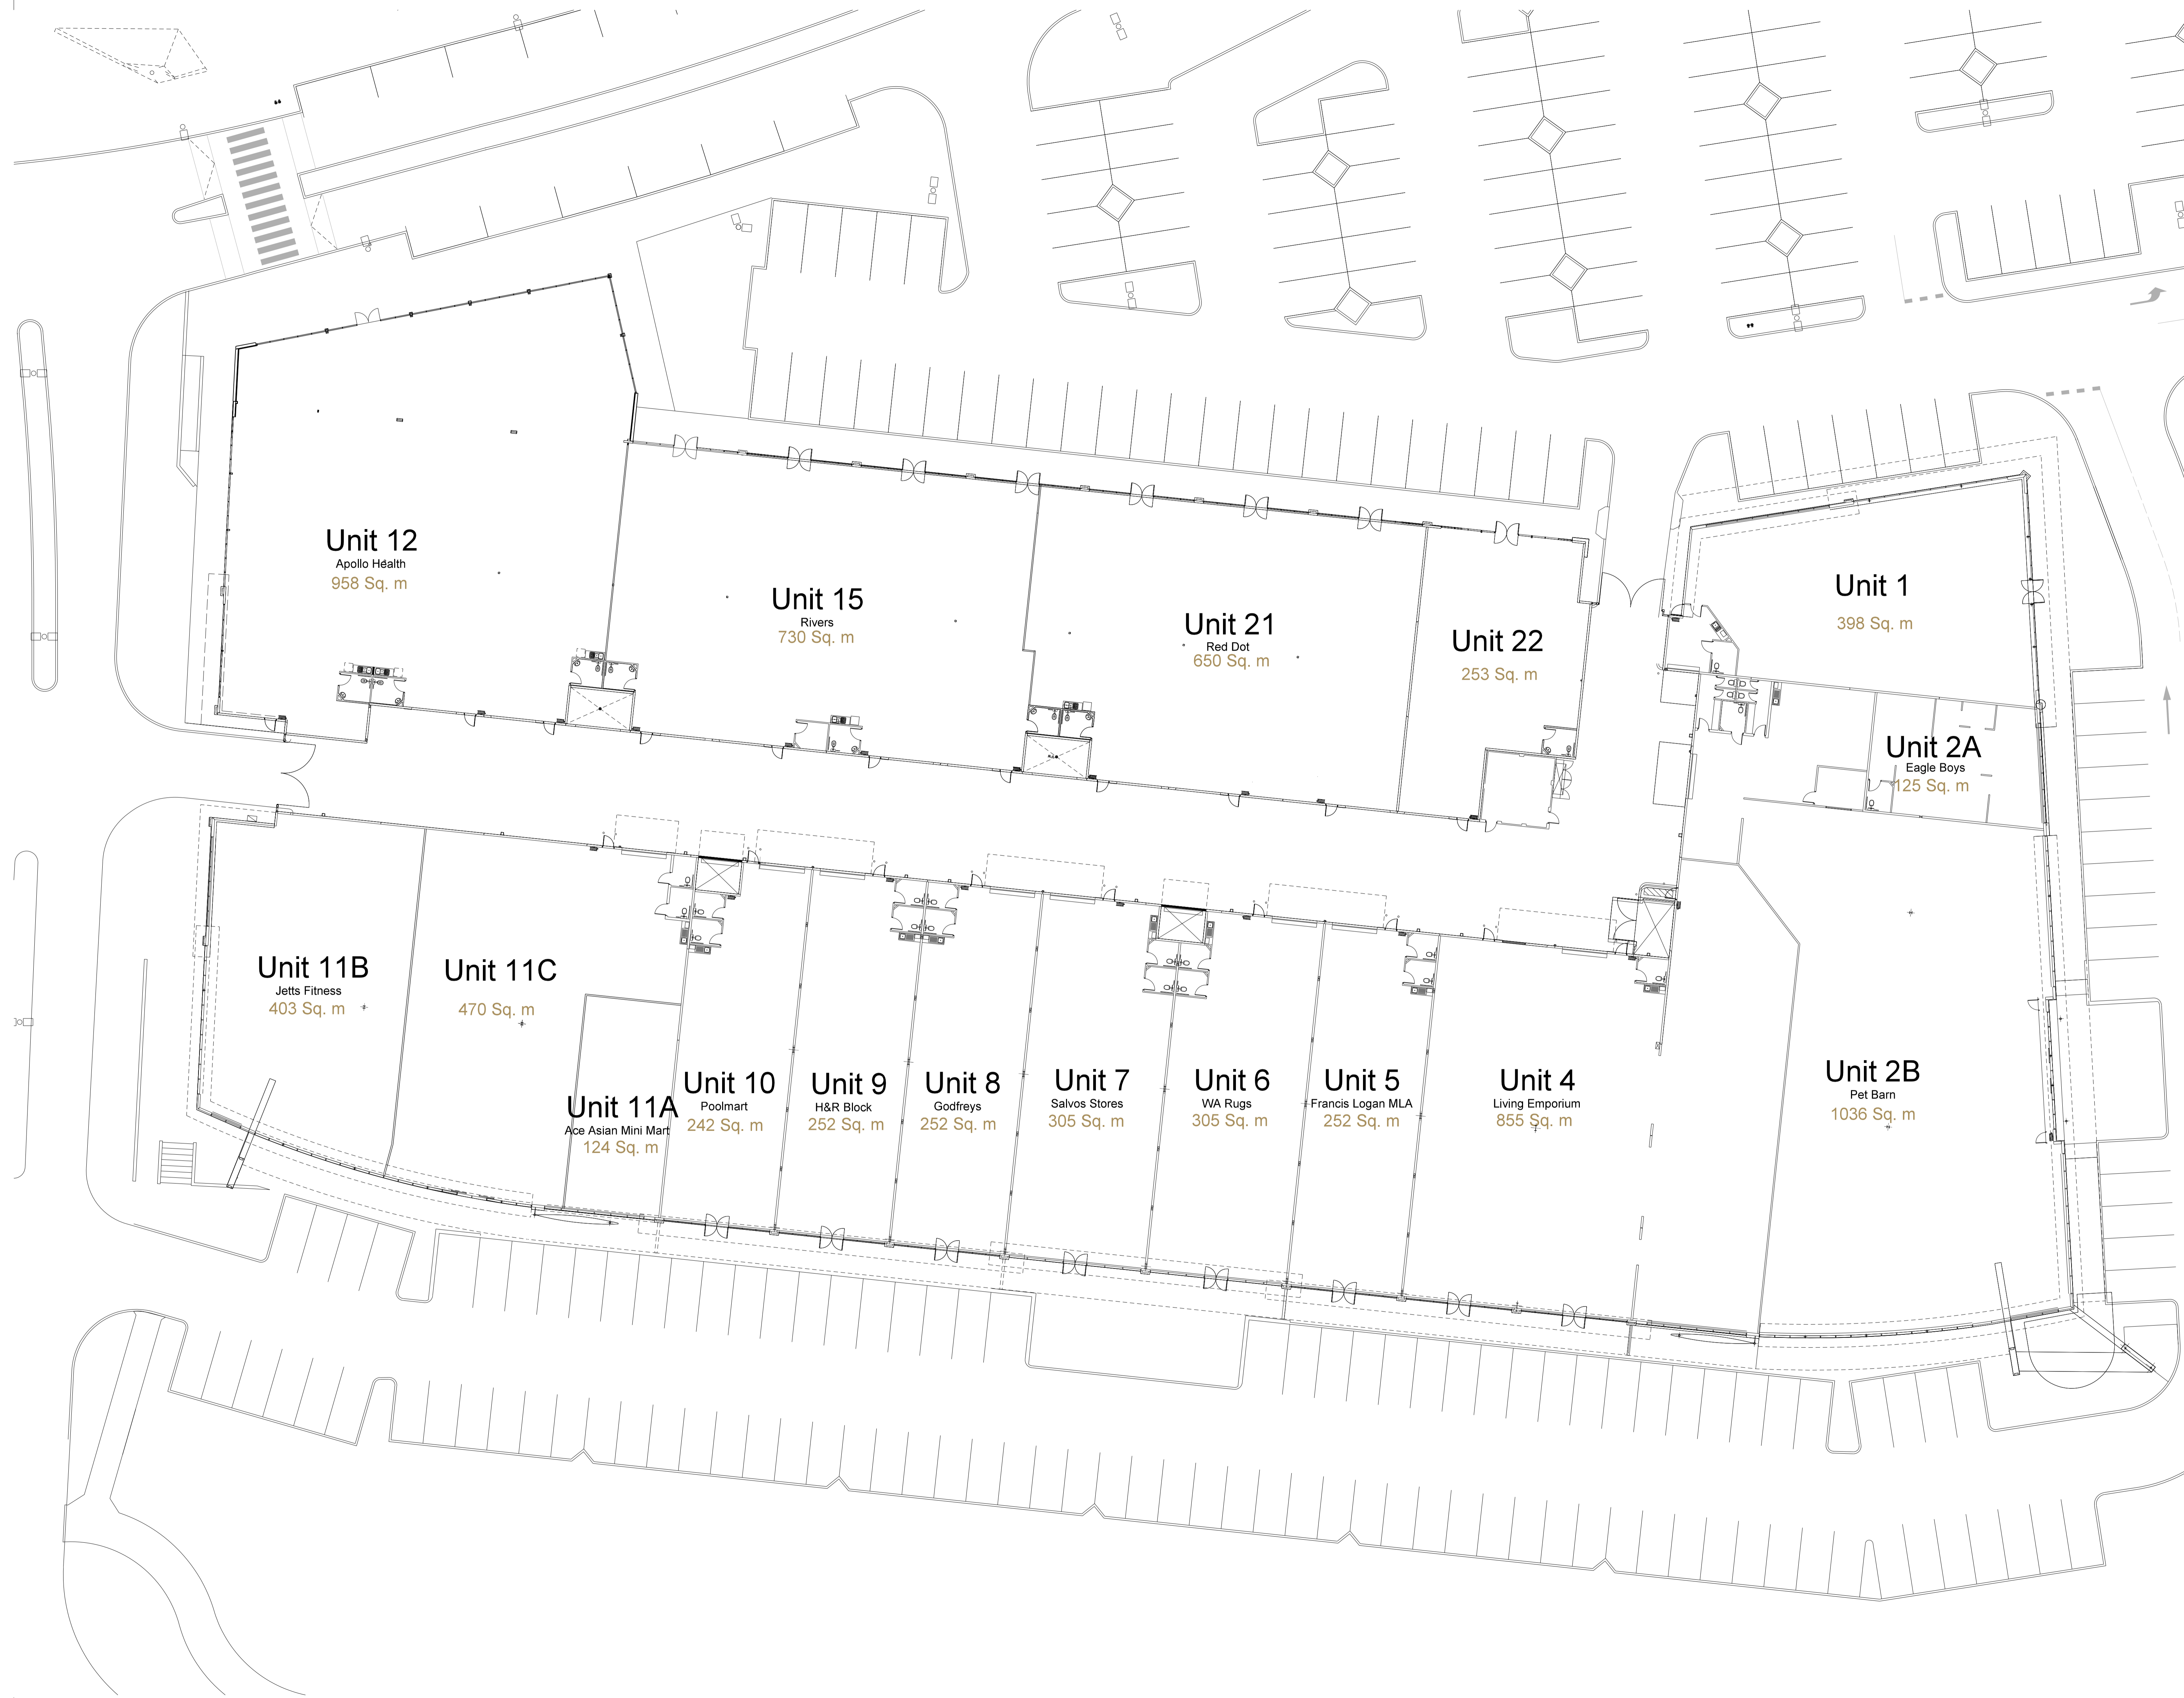 Unit 12
Apollo Health
958 Sq. m
Unit 15
Rivers
730 Sq. m
Unit 21
Red Dot
650 Sq. m
Unit 22
253 Sq. m
Unit 1
398 Sq. m
Unit 2A
Eagle Boys
125 Sq. m
Unit 11B
Jetts Fitness
403 Sq. m
Unit 11C
470 Sq. m
Unit 11A
Ace Asian Mini Mart
124 Sq. m
Unit 10
Poolmart
242 Sq. m
Unit 9
H&R Block
252 Sq. m
Unit 8
Godfreys
252 Sq. m
Unit 7
Salvos Stores
305 Sq. m
Unit 6
WA Rugs
305 Sq. m
Unit 5
Francis Logan MLA
252 Sq. m
Unit 4
Living Emporium
855 Sq. m
Unit 2B
Pet Barn
1036 Sq. m